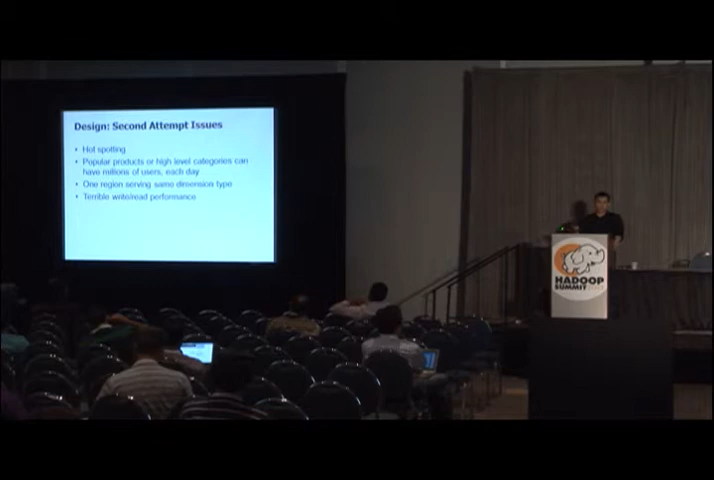 Design: Second Attempt Issues
• Hot spotting
• Popular products or high level categories can
have millions of users, each day
• One region serving same dimension type
• Terrible write/read performance
HADOOP
SUMMIT